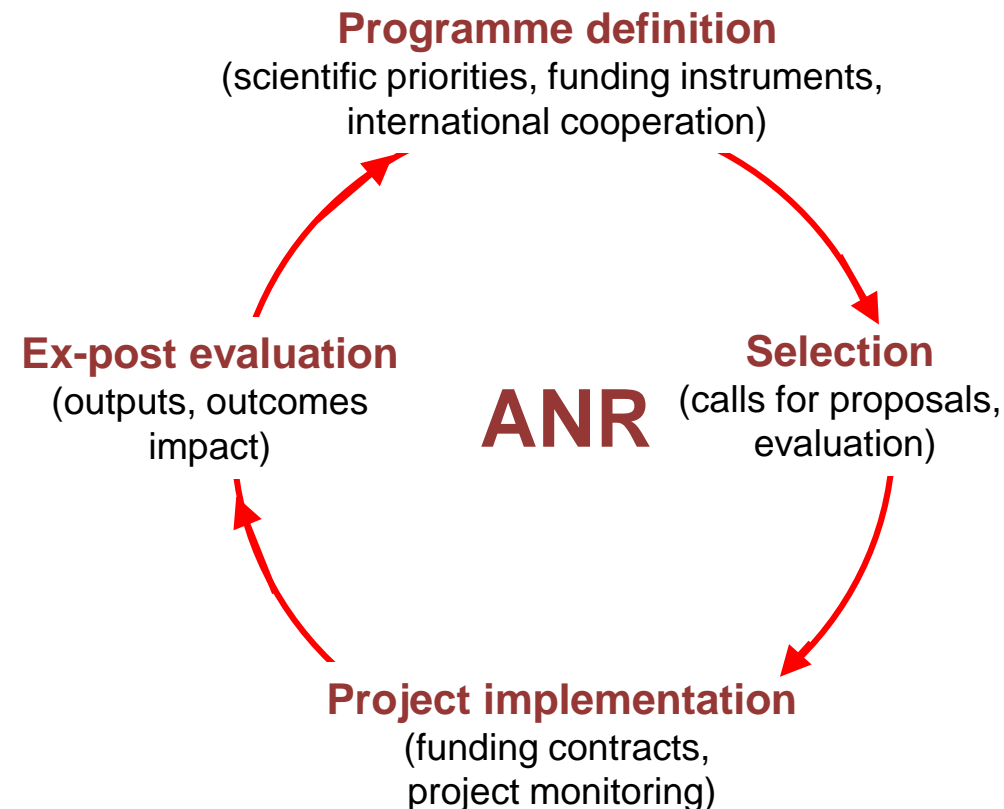 Programme definition
(scientific priorities, funding instruments,
international cooperation)
Ex-post evaluation
(outputs, outcomes
impact)
ANR
Selection
(calls for proposals,
evaluation)
Project implementation
(funding contracts,
project monitoring)